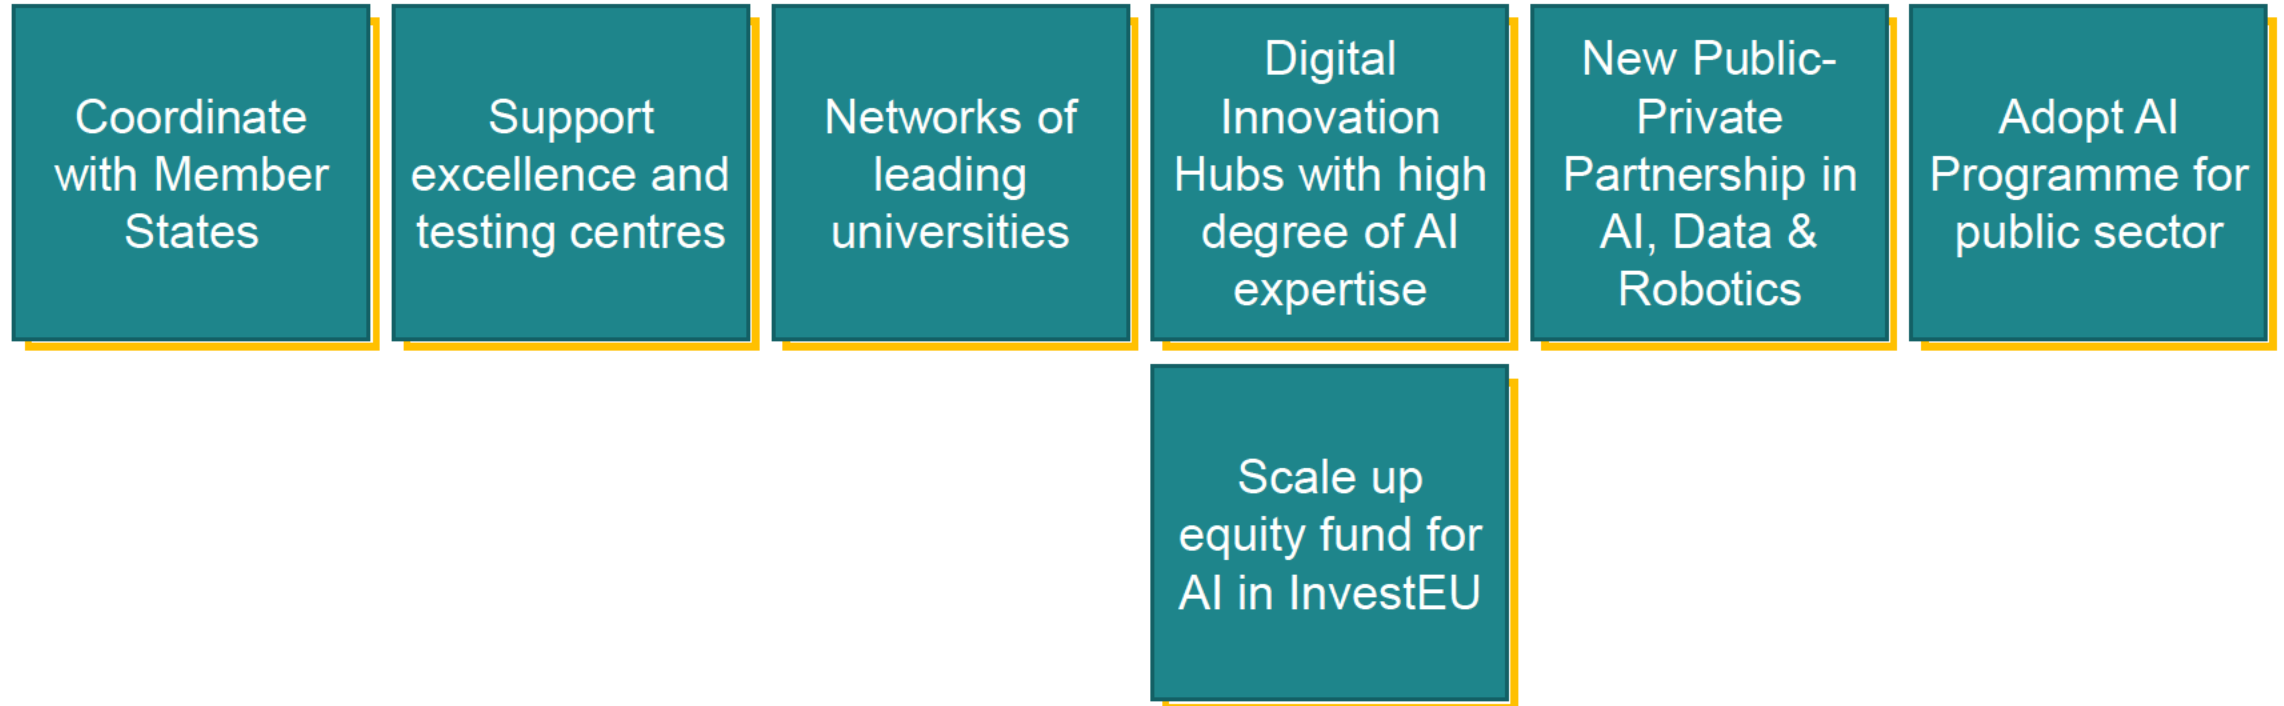 Coordinate
with Member
States
Support
excellence and
testing centres
Networks of
leading
universities
Digital
Innovation
Hubs with high
degree of AI
expertise
New Public-
Private
Partnership in
AI, Data &
Robotics
Adopt AI
Programme for
public sector
Scale up
equity fund for
AI in InvestEU